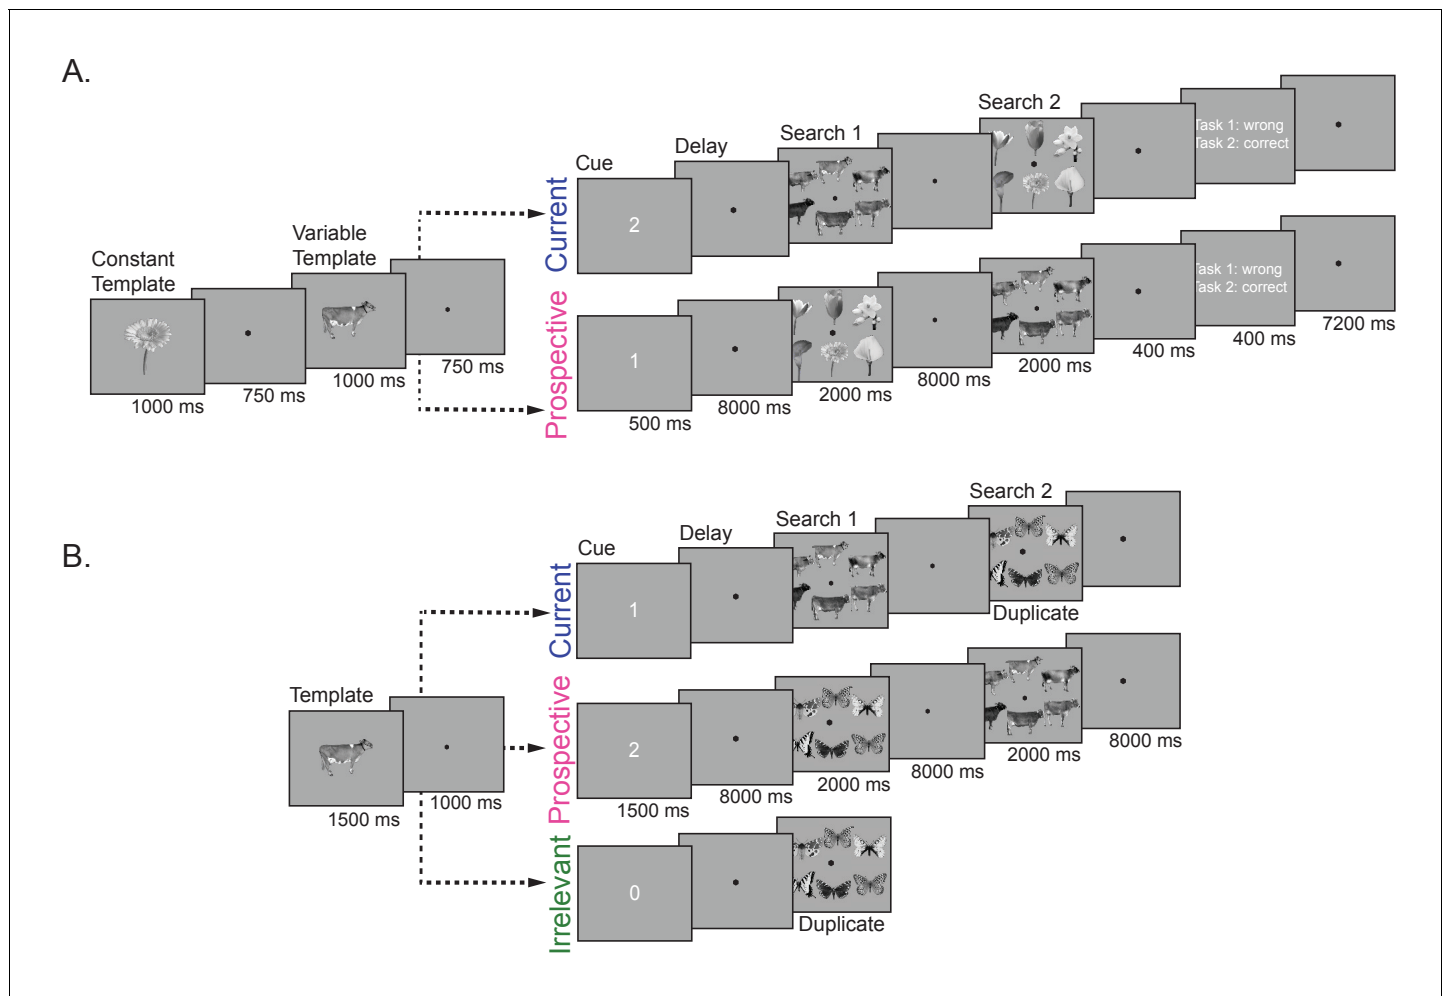 A.
Constant
Template
1000 ms
750 ms
Variable
Template
1000 ms
750 ms
Current
Cue
2
Delay
Search 1
Search 2
Task 1: wrong
Task 2: correct
Prospective
1
500 ms
8000 ms
2000 ms
8000 ms
2000 ms
400 ms
Task 1: wrong
Task 2: correct
400 ms
7200 ms
B.
Template
1500 ms
1000 ms
Current
Cue
1
Delay
Search 1
Search 2
Duplicate
Prospective
2
1500 ms
8000 ms
2000 ms
8000 ms
2000 ms
8000 ms
Irrelevant
0
Duplicate